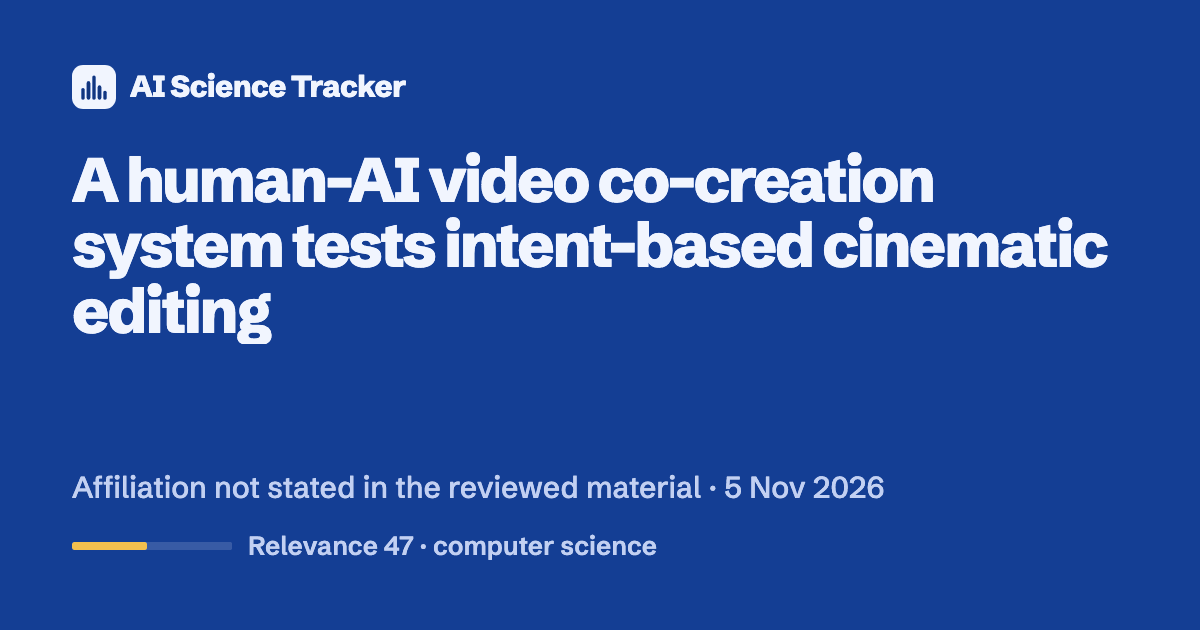 AI Science Tracker
A human-AI video co-creation
system tests intent-based cinematic
editing
Affiliation not stated in the reviewed material · 5 Nov 2026
Relevance 47 · computer science